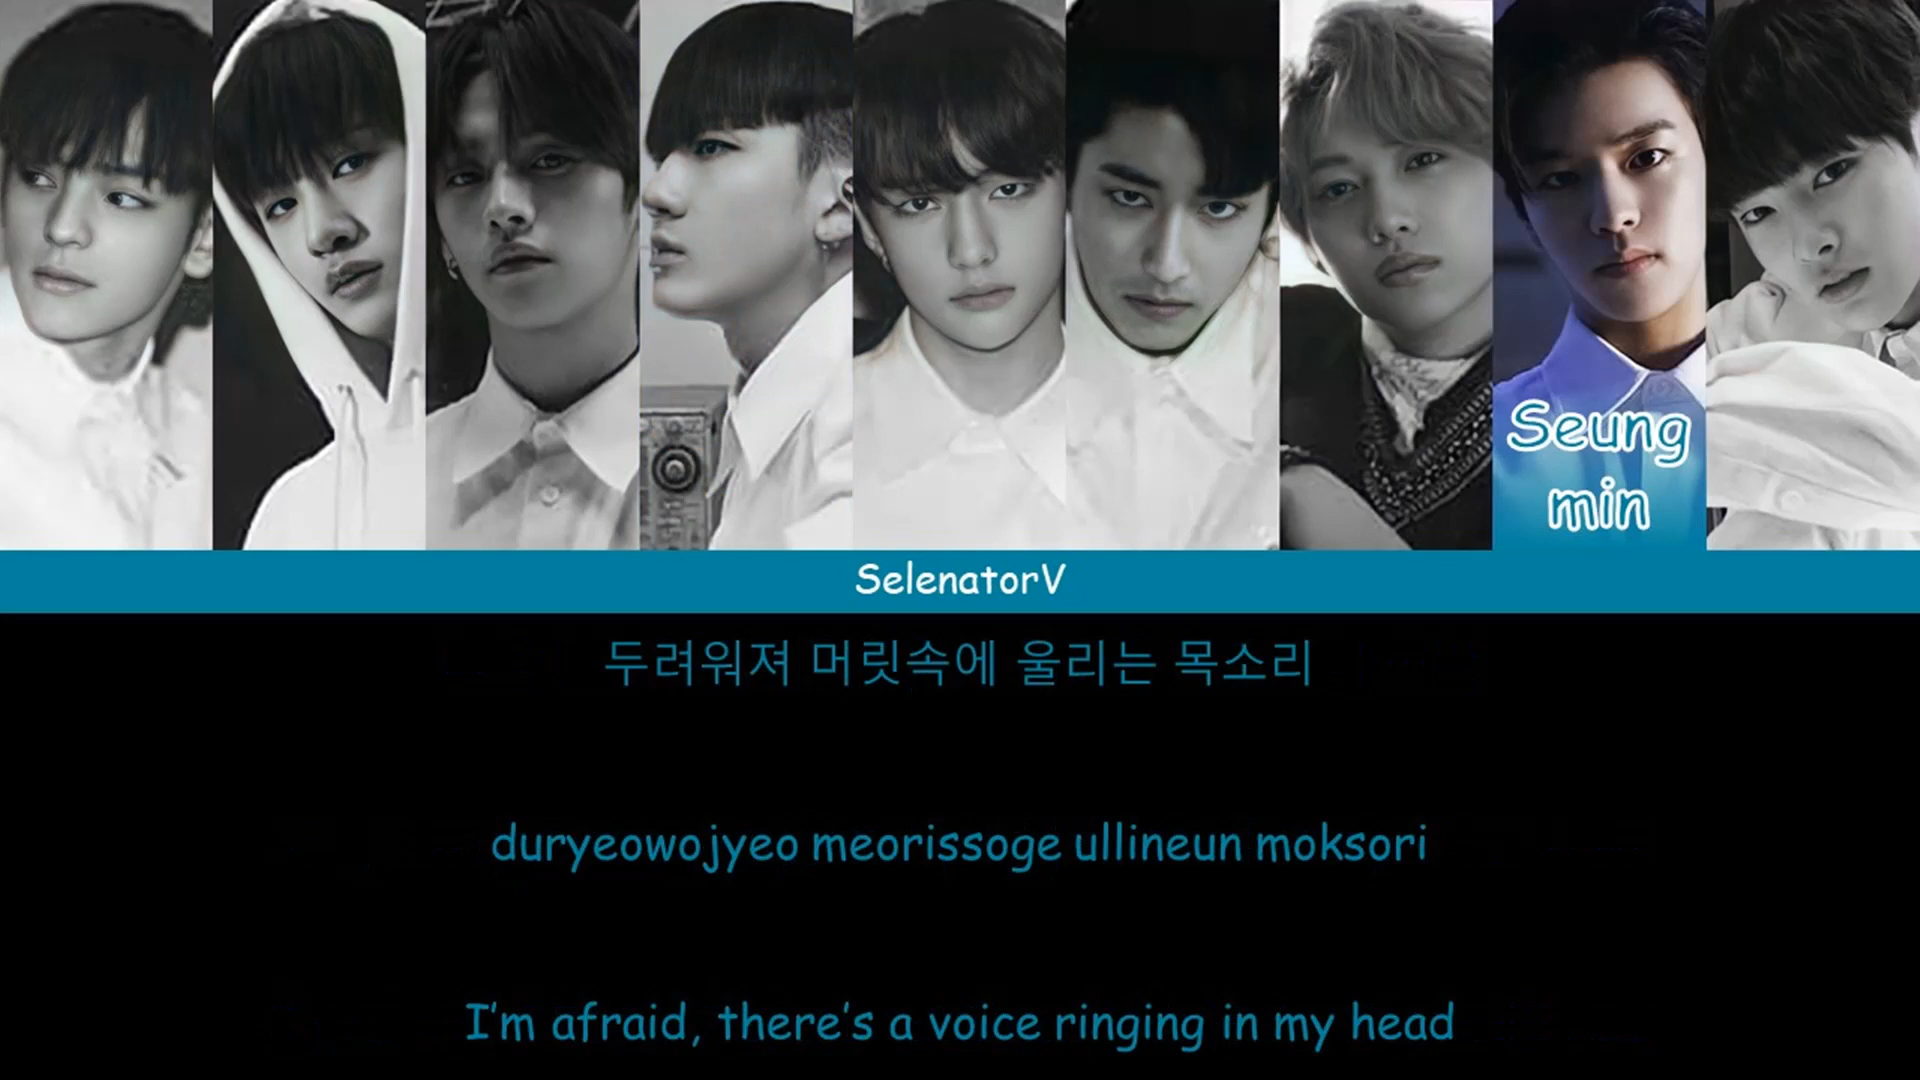 Seung
min
SelenatorV
두려워져 머릿속에 울리는 목소리
duryeowojyeo meorissoge ullineun moksori
I'm afraid, there's a voice ringing in my head